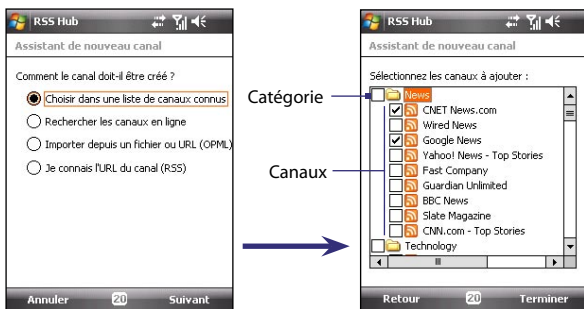 RSS Hub
Assistant de nouveau canal
Comment le canal doit-il être créé ?
Choisir dans une liste de canaux connus
Rechercher les canaux en ligne
Importer depuis un fichier ou URL (OPML)
Je connais l'URL du canal (RSS)
Annuler 20 Suivant
Catégorie
Canaux
RSS Hub
Assistant de nouveau canal
Sélectionnez les canaux à ajouter :
News
CNET News.com
Wired News
Google News
Yahoo! News - Top Stories
Fast Company
Guardian Unlimited
BBC News
Slate Magazine
CNN.com - Top Stories
Technology
Retour 20 Terminer